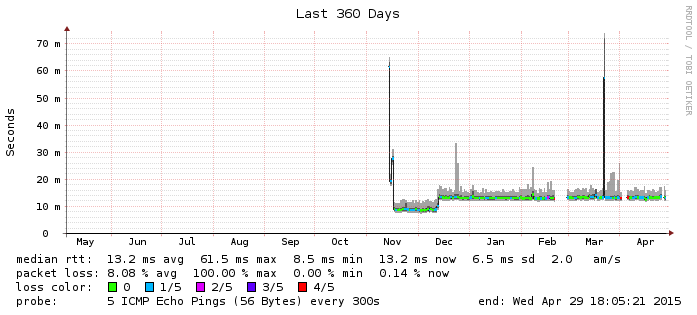 Last 360 Days
RRDTOOL / TOBI OETIKER
Seconds
70 m
60 m
50 m
40 m
30 m
20 m
10 m
0
May Jun Jul Aug Sep Oct Nov Dec Jan Feb Mar Apr
median rtt: 13.2 ms avg 61.5 ms max 8.5 ms min 13.2 ms now 6.5 ms sd 2.0 am/s
packet loss: 8.08 % avg 100.00 % max 0.00 % min 0.14 % now
loss color: 0 1/5 2/5 3/5 4/5
probe: 5 ICMP Echo Pings (56 Bytes) every 300s end: Wed Apr 29 18:05:21 2015